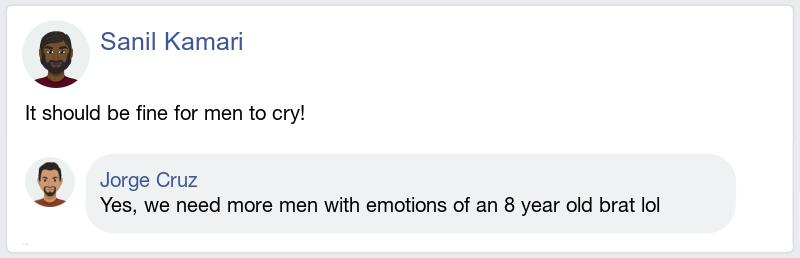 Sanil Kamari
It should be fine for men to cry!
Jorge Cruz
Yes, we need more men with emotions of an 8 year old brat lol